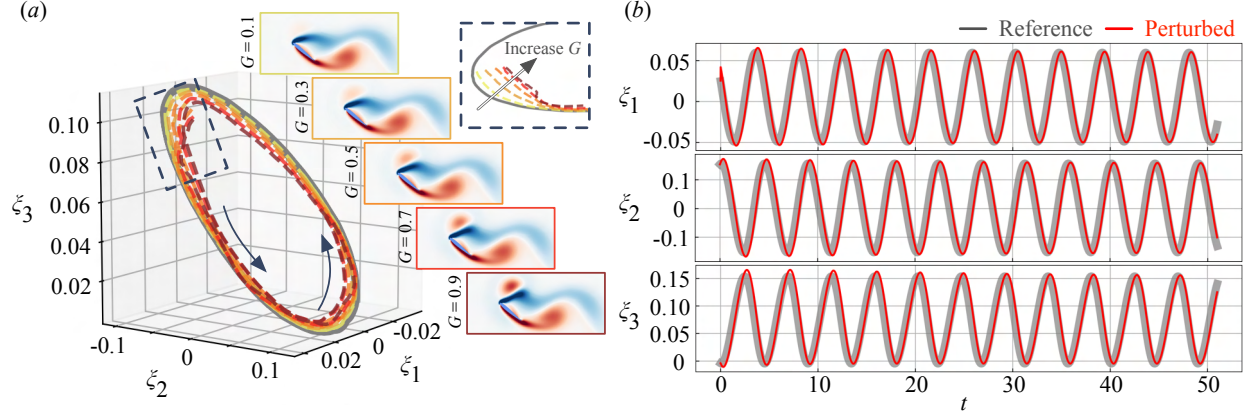 (a)
G = 0.1
G = 0.3
G = 0.5
G = 0.7
G = 0.9
Increase G
ξ3
0.10
0.08
0.06
0.04
0.02
-0.1
0
0.1
ξ2
0.02
0
-0.02
ξ1
(b)
Reference Perturbed
ξ1
0.05
0
-0.05
ξ2
0.1
0
-0.1
ξ3
0.15
0.10
0.05
0
0 10 20 30 40 50
t